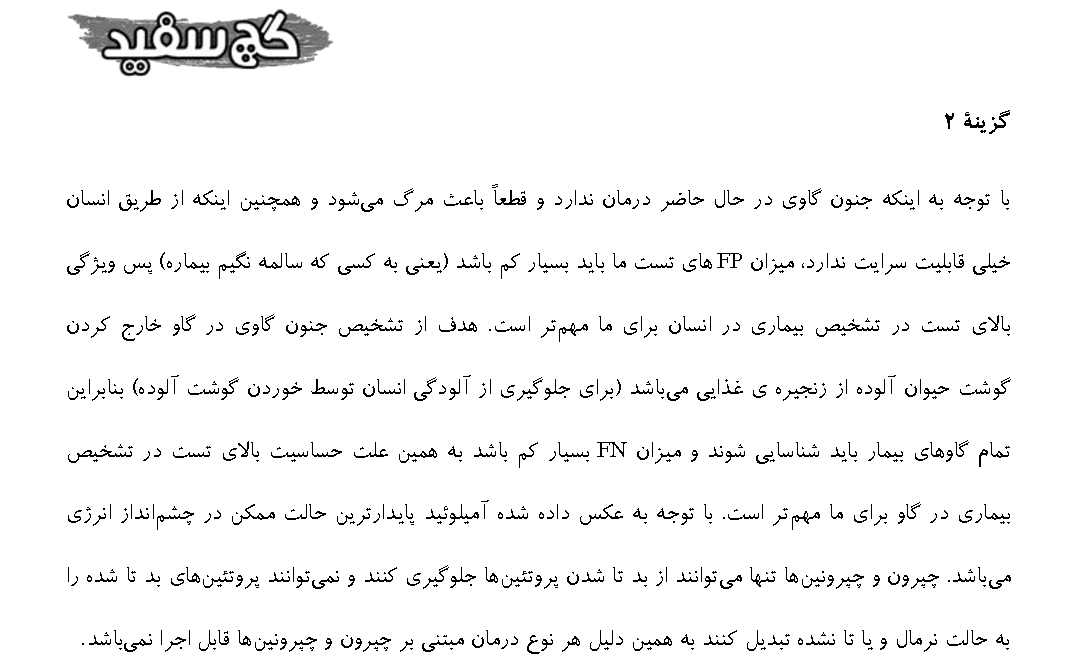 گچ سفید
گزینهٔ ۲
با توجه به اینکه جنون گاوی در حال حاضر درمان ندارد و قطعاً باعث مرگ می‌شود و همچنین اینکه از طریق انسان
خیلی قابلیت سرایت ندارد، میزان FP های تست ما باید بسیار کم باشد (یعنی به کسی که سالمه نگیم بیماره) پس ویژگی
بالای تست در تشخیص بیماری در انسان برای ما مهم‌تر است. هدف از تشخیص جنون گاوی در گاو خارج کردن
گوشت حیوان آلوده از زنجیره ی غذایی می‌باشد (برای جلوگیری از آلودگی انسان توسط خوردن گوشت آلوده) بنابراین
تمام گاوهای بیمار باید شناسایی شوند و میزان FN بسیار کم باشد به همین علت حساسیت بالای تست در تشخیص
بیماری در گاو برای ما مهم‌تر است. با توجه به عکس داده شده آمیلوئید پایدارترین حالت ممکن در چشم‌انداز انرژی
می‌باشد. چپرون و چپرونین‌ها تنها می‌توانند از بد تا شدن پروتئین‌ها جلوگیری کنند و نمی‌توانند پروتئین‌های بد تا شده را
به حالت نرمال و یا تا نشده تبدیل کنند به همین دلیل هر نوع درمان مبتنی بر چپرون و چپرونین‌ها قابل اجرا نمی‌باشد.